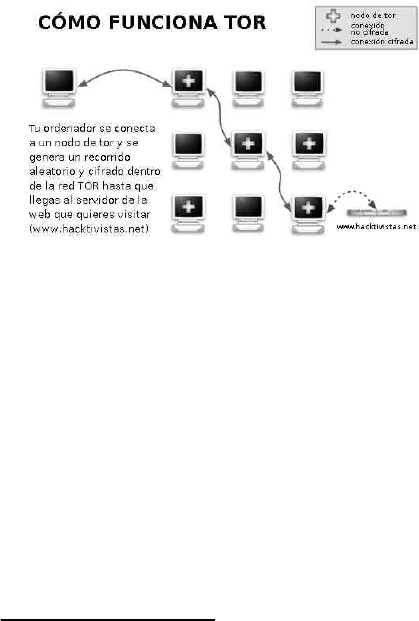 CÓMO FUNCIONA TOR
nodo de tor
conexión
no cifrada
conexión cifrada
Tu ordenador se conecta
a un nodo de tor y se
genera un recorrido
aleatorio y cifrado dentro
de la red TOR hasta que
llegas al servidor de la
web que quieres visitar
(www.hacktivistas.net)
www.hacktivistas.net